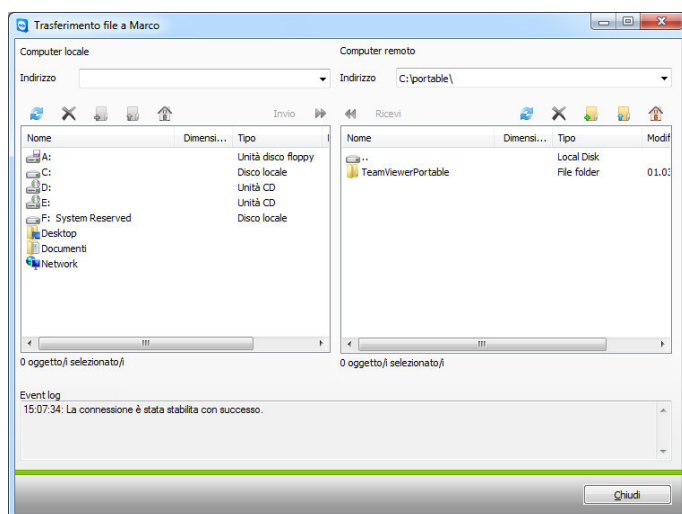 Trasferimento file a Marco
Computer locale
Computer remoto
Indirizzo
Indirizzo C:\portable\
Invio
Ricevi
Nome Dimensi... Tipo
Nome Dimensi... Tipo Modif
A: Unità disco floppy
C: Disco locale
D: Unità CD
E: Unità CD
F: System Reserved Disco locale
Desktop
Documenti
Network
.. Local Disk
TeamViewerPortable File folder 01.03
0 oggetto/i selezionato/i
0 oggetto/i selezionato/i
Event log
15:07:34: La connessione è stata stabilita con successo.
Chiudi